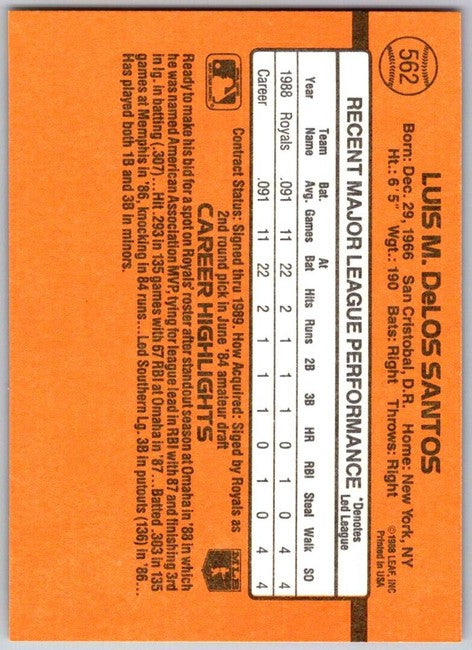 562
LUIS M. DeLOS SANTOS
Born: Dec. 29, 1966 San Cristobal, D.R. Home: New York, NY
Ht.: 6'5" Wgt.: 190 Bats: Right Throws: Right
©1988 LEAF, INC
Printed in USA
RECENT MAJOR LEAGUE PERFORMANCE *Denotes Led League
Year Team Name Bat. Avg. Games At Bat Hits Runs 2B 3B HR RBI Steal Walk SO
1988 Royals .091 11 22 2 1 1 1 0 1 0 4 4
Career .091 11 22 2 1 1 1 0 1 0 4 4
Contract Status: Signed thru 1989. How Acquired: Siged by Royals as
2nd round pick in June '84 amateur draft
MLB
CAREER HIGHLIGHTS
Ready to make his bid for a spot on Royals' roster after standout season at Omaha in '88 in which
he was named American Association MVP, tying for league lead in RBI with 87 and finishing 3rd
in lg. in batting (.307)...Hit .293 in 135 games with 67 RBI at Omaha in '87...Batted .303 in 135
games at Memphis in '86, knocking in 84 runs...Led Southern Lg. 3B in putouts (136) in '86...
Has played both 1B and 3B in minors.